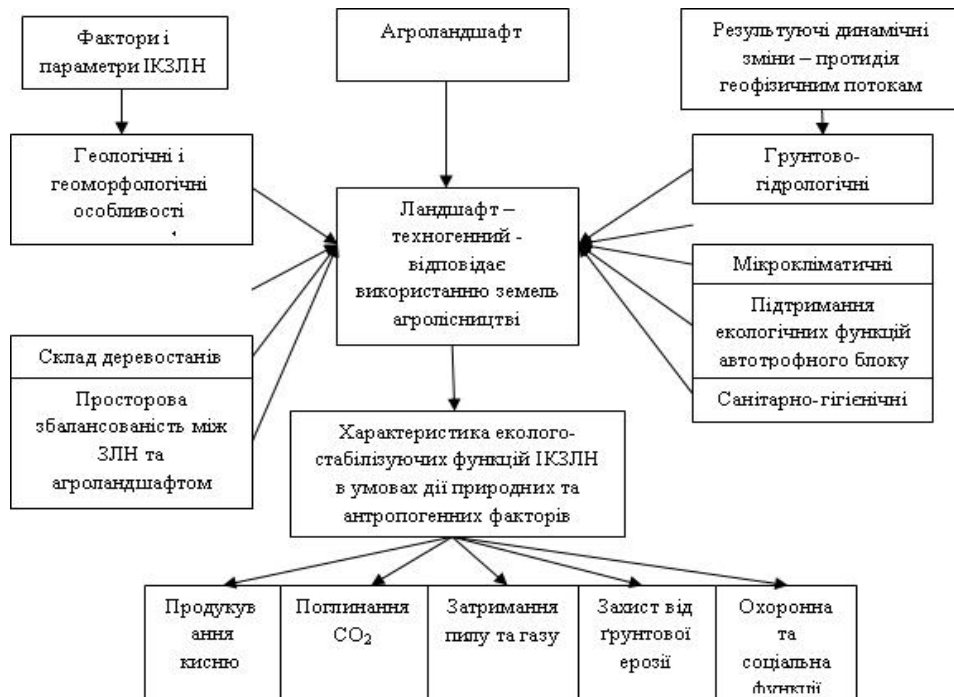 Фактори і
параметри ІКЗЛН
Агроландшафт
Результуючі динамічні
зміни – протидія
геофізичним потокам
Геологічні і
геоморфологічні
особливості
Грунтово-
гідрологічні
Ландшафт –
техногенний -
відповідає
використанню земель
агролісництві
Мікрокліматичні
Підтримання
екологічних функцій
автотрофного блоку
Санітарно-гігієнічні
Склад деревостанів
Просторова
збалансованість між
ЗЛН та
агроландшафтом
Характеристика еколого-
стабілізуючих функцій ІКЗЛН
в умовах дії природних та
антропогенних факторів
Продукув
ання
кисню
Поглинання
CO₂
Затримання
пилу та газу
Захист від
ґрунтової
ерозії
Охоронна
та
соціальна
функції